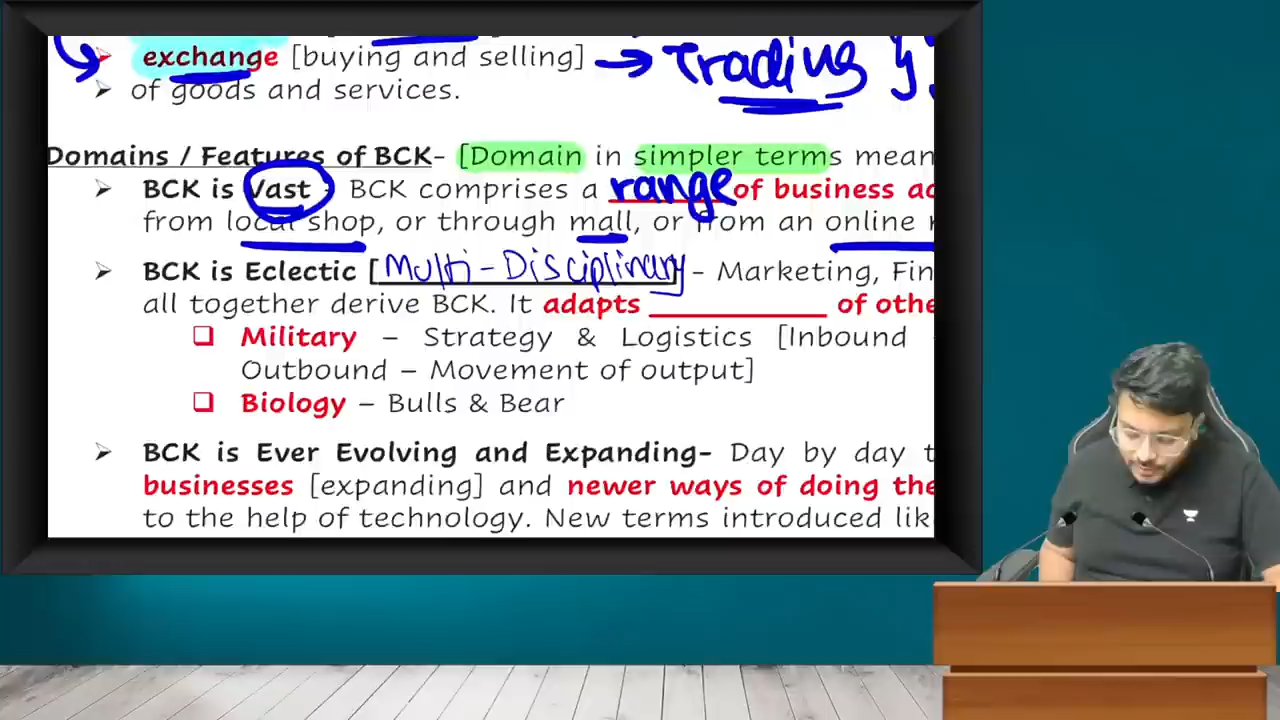 exchange [buying and selling] → Trading
of goods and services.
Domains / Features of BCK- [Domain in simpler terms mean
BCK is Vast - BCK comprises a range of business ac
from local shop, or through mall, or from an online
BCK is Eclectic [Multi-Disciplinary] - Marketing, Fin
all together derive BCK. It adapts ____________ of othe
Military – Strategy & Logistics [Inbound
Outbound – Movement of output]
Biology – Bulls & Bear
BCK is Ever Evolving and Expanding- Day by day t
businesses [expanding] and newer ways of doing the
to the help of technology. New terms introduced lik